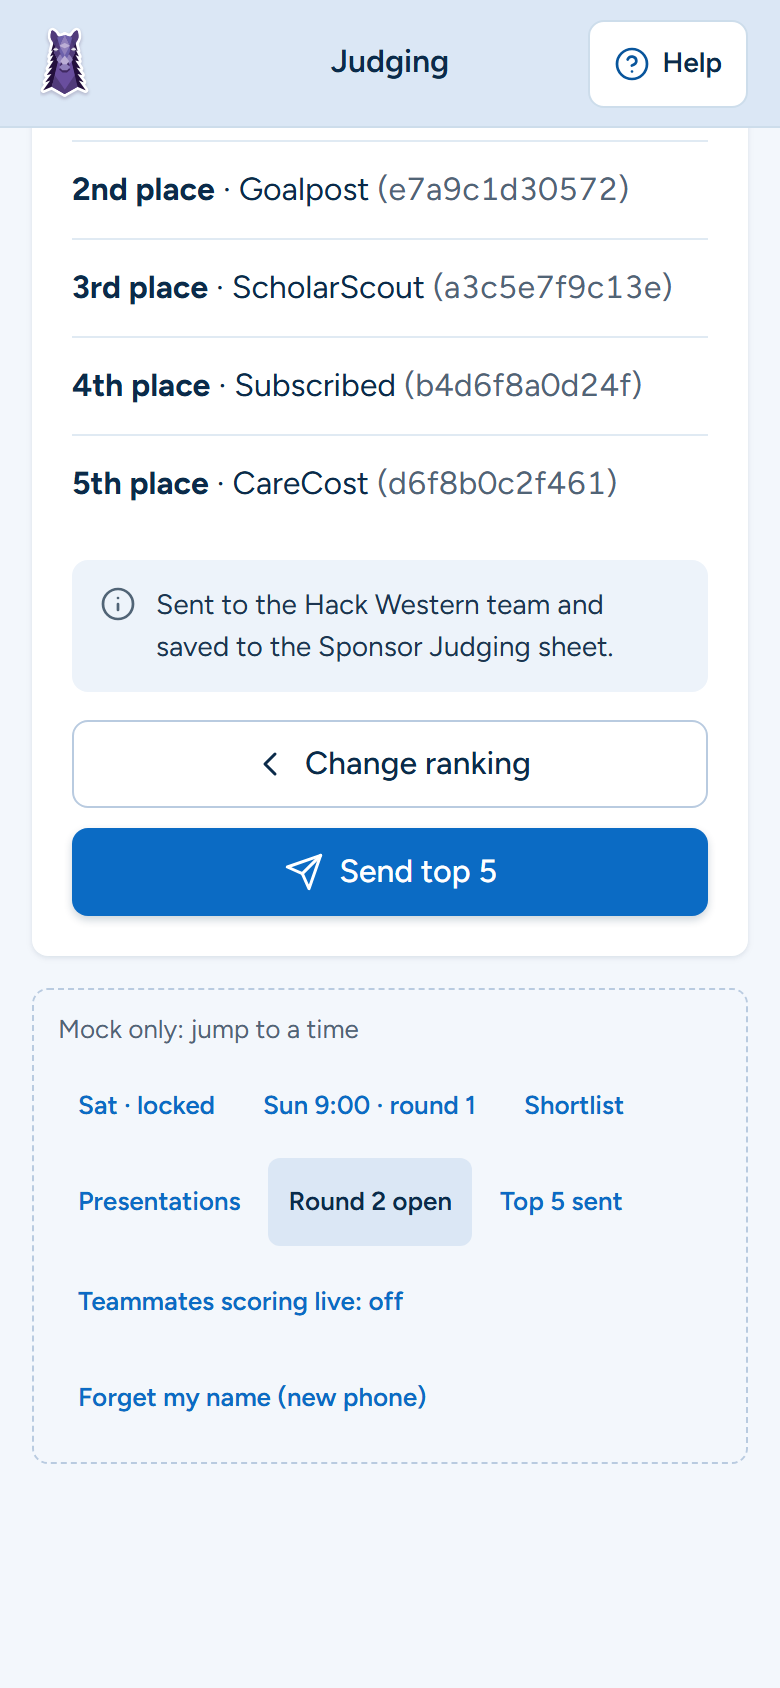 Judging
Help
2nd place · Goalpost (e7a9c1d30572)
3rd place · ScholarScout (a3c5e7f9c13e)
4th place · Subscribed (b4d6f8a0d24f)
5th place · CareCost (d6f8b0c2f461)
Sent to the Hack Western team and
saved to the Sponsor Judging sheet.
Change ranking
Send top 5
Mock only: jump to a time
Sat · locked
Sun 9:00 · round 1
Shortlist
Presentations
Round 2 open
Top 5 sent
Teammates scoring live: off
Forget my name (new phone)